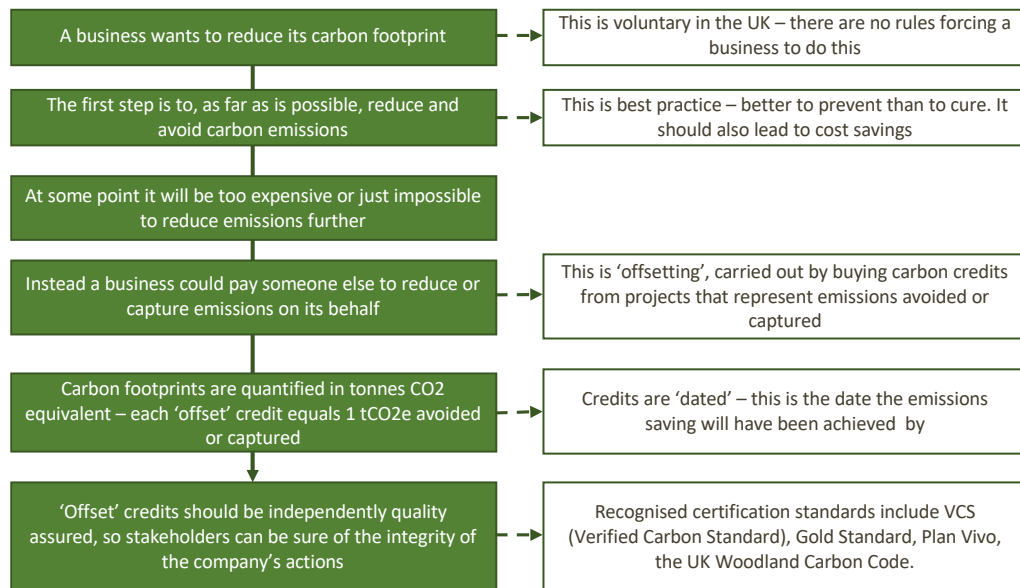 A business wants to reduce its carbon footprint
This is voluntary in the UK – there are no rules forcing
a business to do this
The first step is to, as far as is possible, reduce and
avoid carbon emissions
This is best practice – better to prevent than to cure. It
should also lead to cost savings
At some point it will be too expensive or just impossible
to reduce emissions further
Instead a business could pay someone else to reduce or
capture emissions on its behalf
This is ‘offsetting’, carried out by buying carbon credits
from projects that represent emissions avoided or
captured
Carbon footprints are quantified in tonnes CO2
equivalent – each ‘offset’ credit equals 1 tCO2e avoided
or captured
Credits are ‘dated’ – this is the date the emissions
saving will have been achieved by
‘Offset’ credits should be independently quality
assured, so stakeholders can be sure of the integrity of
the company’s actions
Recognised certification standards include VCS
(Verified Carbon Standard), Gold Standard, Plan Vivo,
the UK Woodland Carbon Code.